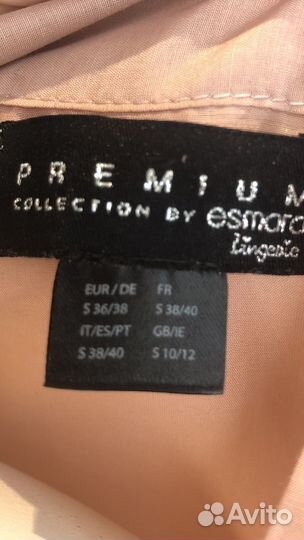 PREMIUM
COLLECTION BY esmara
lingerie
EUR/DE FR
S 36/38 S 38/40
IT/ES/PT GB/IE
S 38/40 S 10/12
Avito